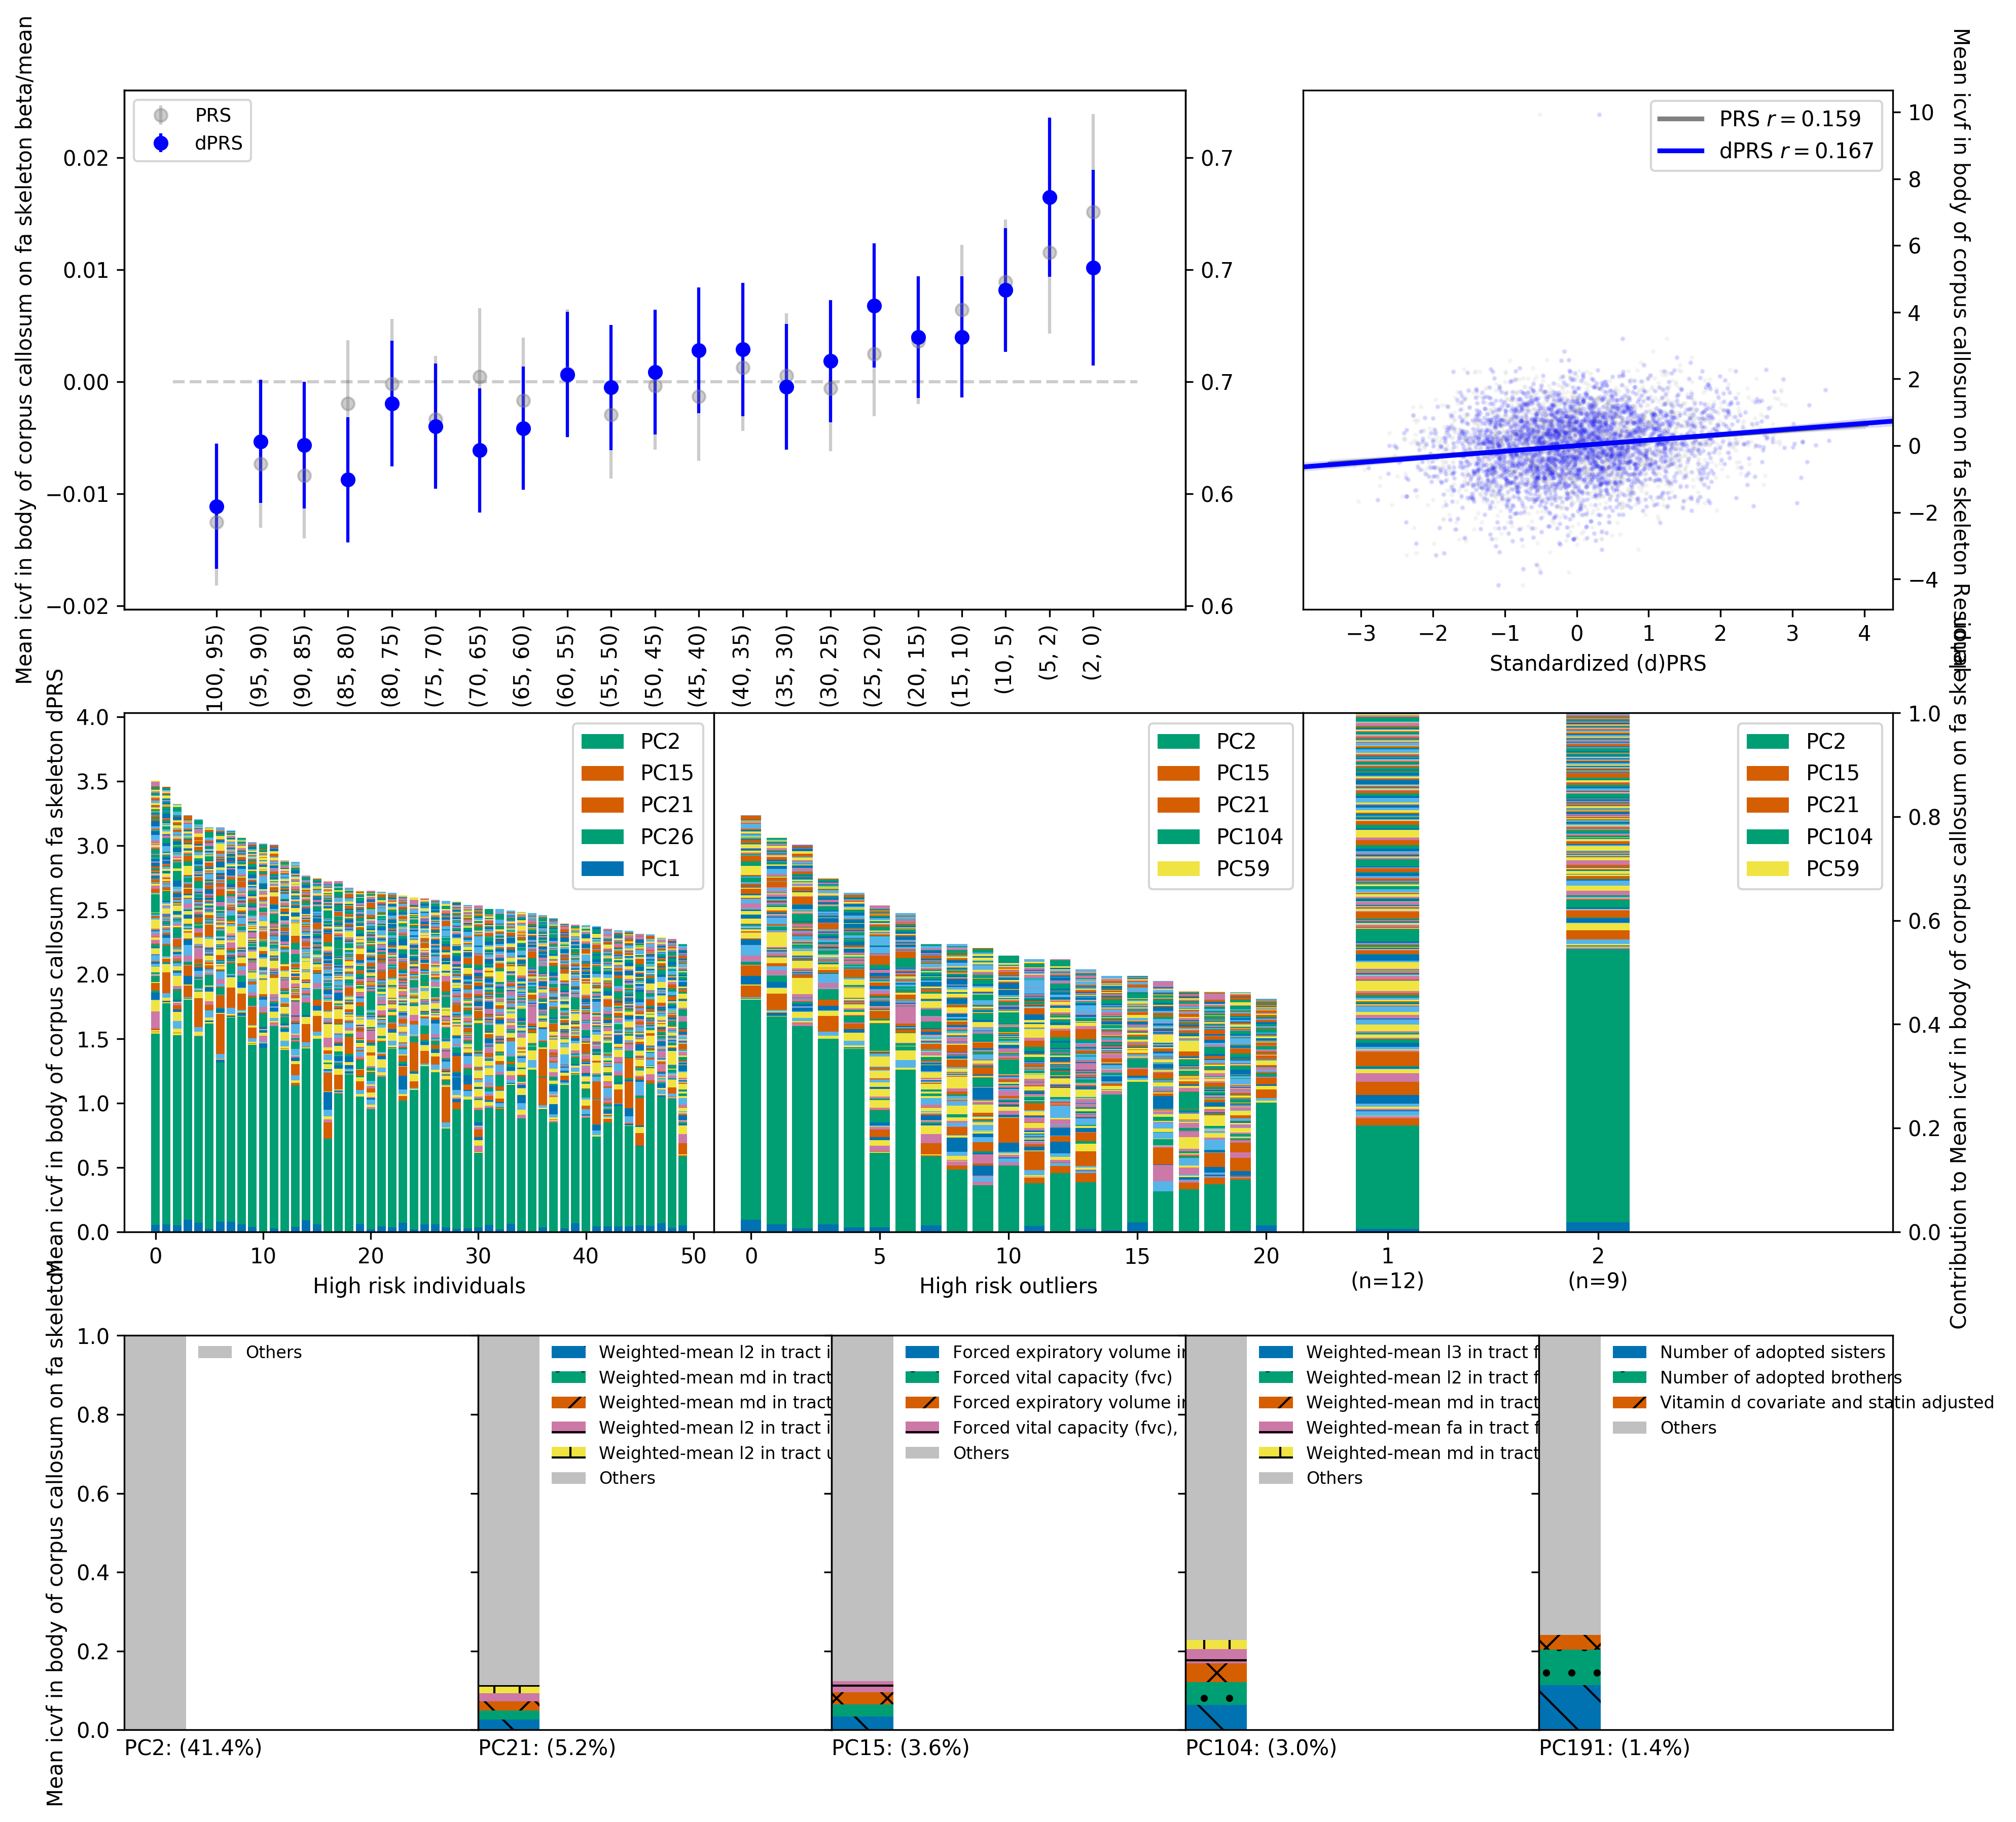 Mean icvf in body of corpus callosum on fa skeleton beta/mean
PRS
dPRS
0.02
0.01
0.00
−0.01
−0.02
0.7
0.7
0.7
0.6
0.6
100, 95)
(95, 90)
(90, 85)
(85, 80)
(80, 75)
(75, 70)
(70, 65)
(65, 60)
(60, 55)
(55, 50)
(50, 45)
(45, 40)
(40, 35)
(35, 30)
(30, 25)
(25, 20)
(20, 15)
(15, 10)
(10, 5)
(5, 2)
(2, 0)
PRS r = 0.159
dPRS r = 0.167
10
8
6
4
2
0
−2
−4
−3
−2
−1
0
1
2
3
4
Standardized (d)PRS
Mean icvf in body of corpus callosum on fa skeleton
Mean icvf in body of corpus callosum on fa skeleton dPRS
4.0
3.5
3.0
2.5
2.0
1.5
1.0
0.5
0.0
PC2
PC15
PC21
PC26
PC1
0
10
20
30
40
50
High risk individuals
PC2
PC15
PC21
PC104
PC59
0
5
10
15
20
High risk outliers
PC2
PC15
PC21
PC104
PC59
1
(n=12)
2
(n=9)
1.0
0.8
0.6
0.4
0.2
0.0
Contribution to Mean icvf in body of corpus callosum on fa
Mean icvf in body of corpus callosum on fa skeleton
1.0
0.8
0.6
0.4
0.2
0.0
Others
PC2: (41.4%)
Weighted-mean l2 in tract i
Weighted-mean md in tract
Weighted-mean md in tract
Weighted-mean l2 in tract i
Weighted-mean l2 in tract u
Others
PC21: (5.2%)
Forced expiratory volume i
Forced vital capacity (fvc)
Forced expiratory volume i
Forced vital capacity (fvc),
Others
PC15: (3.6%)
Weighted-mean l3 in tract f
Weighted-mean l2 in tract f
Weighted-mean md in tract
Weighted-mean fa in tract f
Weighted-mean md in tract
Others
PC104: (3.0%)
Number of adopted sisters
Number of adopted brothers
Vitamin d covariate and statin adjusted
Others
PC191: (1.4%)